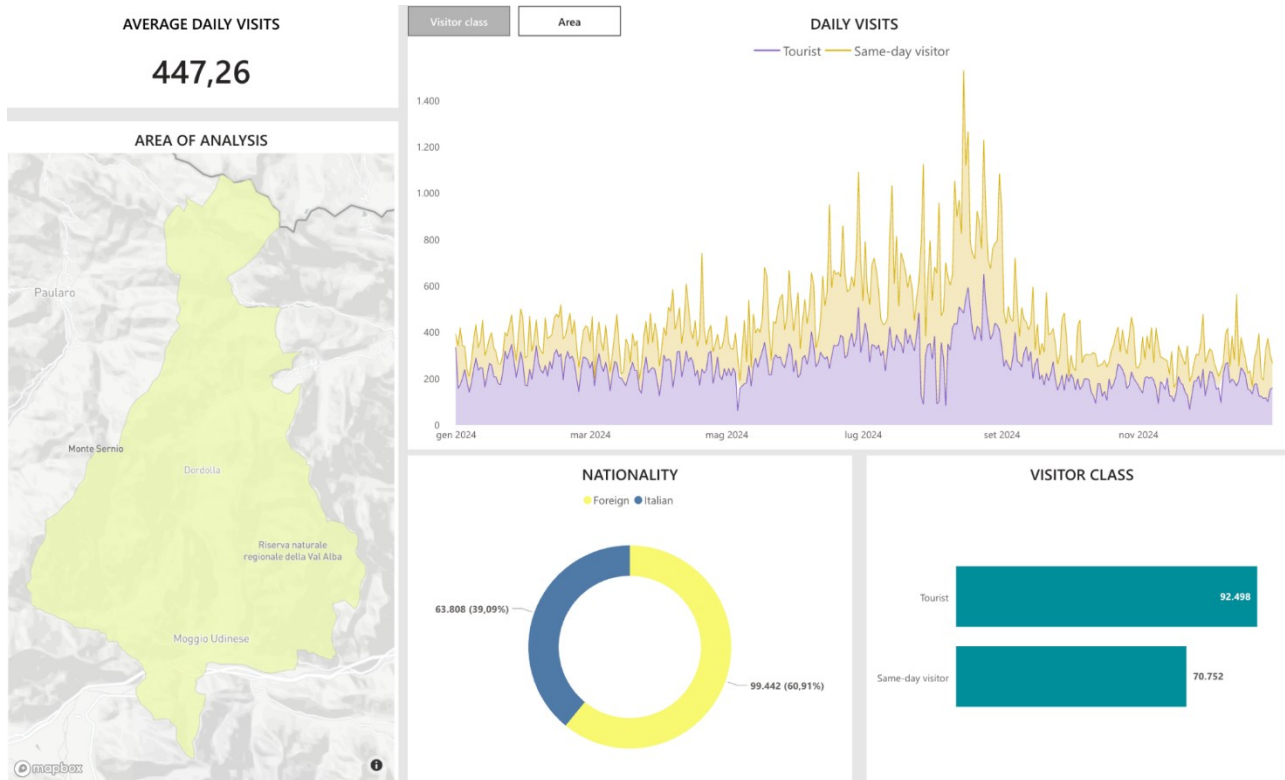 AVERAGE DAILY VISITS
447,26
AREA OF ANALYSIS
Paularo
Monte Sernio
Dordolla
Riserva naturale
regionale della Val Alba
Moggio Udinese
mapbox
Visitor class
Area
DAILY VISITS
Tourist
Same-day visitor
1.400
1.200
1.000
800
600
400
200
0
gen 2024
mar 2024
mag 2024
lug 2024
set 2024
nov 2024
NATIONALITY
Foreign
Italian
63.808 (39,09%)
99.442 (60,91%)
VISITOR CLASS
Tourist
92.498
Same-day visitor
70.752